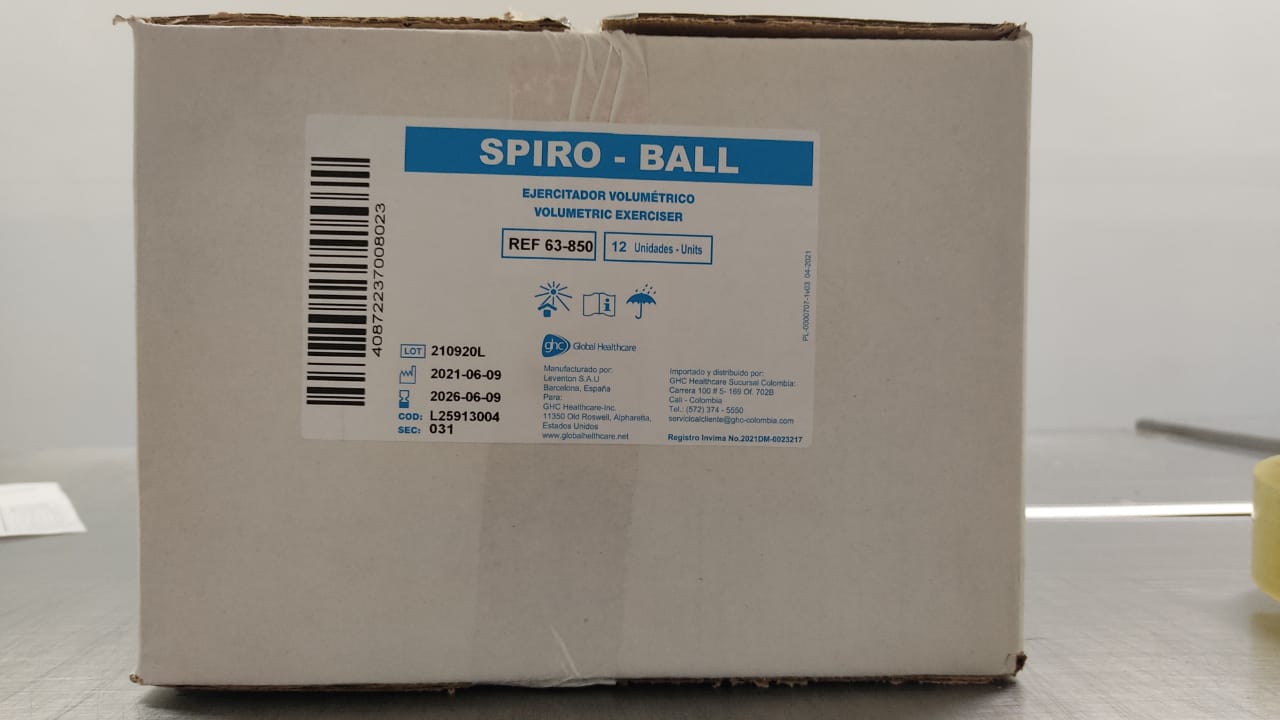 SPIRO - BALL
EJERCITADOR VOLUMÉTRICO
VOLUMETRIC EXERCISER
REF 63-850
12 Unidades - Units
40872237008023
PL-0000707-1v03 04-2021
LOT 210920L
2021-06-09
2026-06-09
COD: L25913004
SEC: 031
ghc Global Healthcare
Manufacturado por:
Leventon S.A.U
Barcelona, España
Para:
GHC Healthcare-Inc.
11350 Old Roswell, Alpharetta,
Estados Unidos
www.globalhealthcare.net
Importado y distribuido por:
GHC Healthcare Sucursal Colombia:
Carrera 100 # 5- 169 Of. 702B
Cali - Colombia
Tel.: (572) 374 - 5550
servicioalcliente@ghc-colombia.com
Registro Invima No.2021DM-0023217